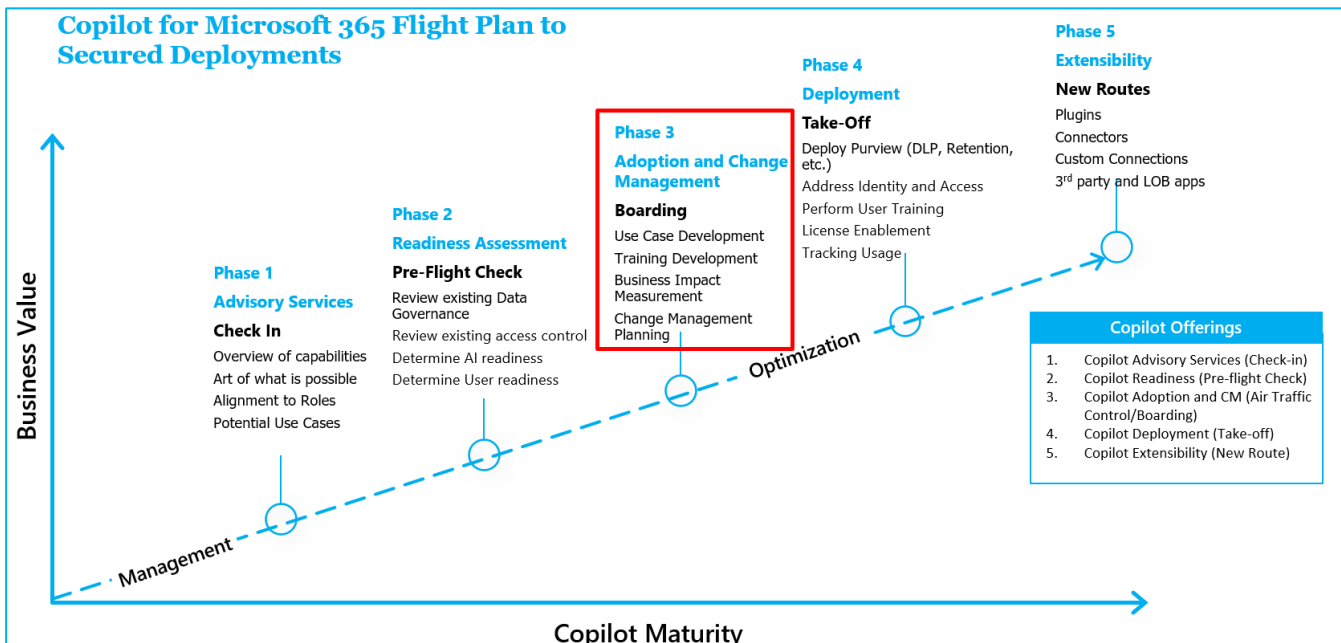 Copilot for Microsoft 365 Flight Plan to
Secured Deployments
Business Value
Copilot Maturity
Management
Optimization
Phase 1
Advisory Services
Check In
Overview of capabilities
Art of what is possible
Alignment to Roles
Potential Use Cases
Phase 2
Readiness Assessment
Pre-Flight Check
Review existing Data
Governance
Review existing access control
Determine AI readiness
Determine User readiness
Phase 3
Adoption and Change
Management
Boarding
Use Case Development
Training Development
Business Impact
Measurement
Change Management
Planning
Phase 4
Deployment
Take-Off
Deploy Purview (DLP, Retention,
etc.)
Address Identity and Access
Perform User Training
License Enablement
Tracking Usage
Phase 5
Extensibility
New Routes
Plugins
Connectors
Custom Connections
3rd party and LOB apps
Copilot Offerings
1. Copilot Advisory Services (Check-in)
2. Copilot Readiness (Pre-flight Check)
3. Copilot Adoption and CM (Air Traffic
Control/Boarding)
4. Copilot Deployment (Take-off)
5. Copilot Extensibility (New Route)